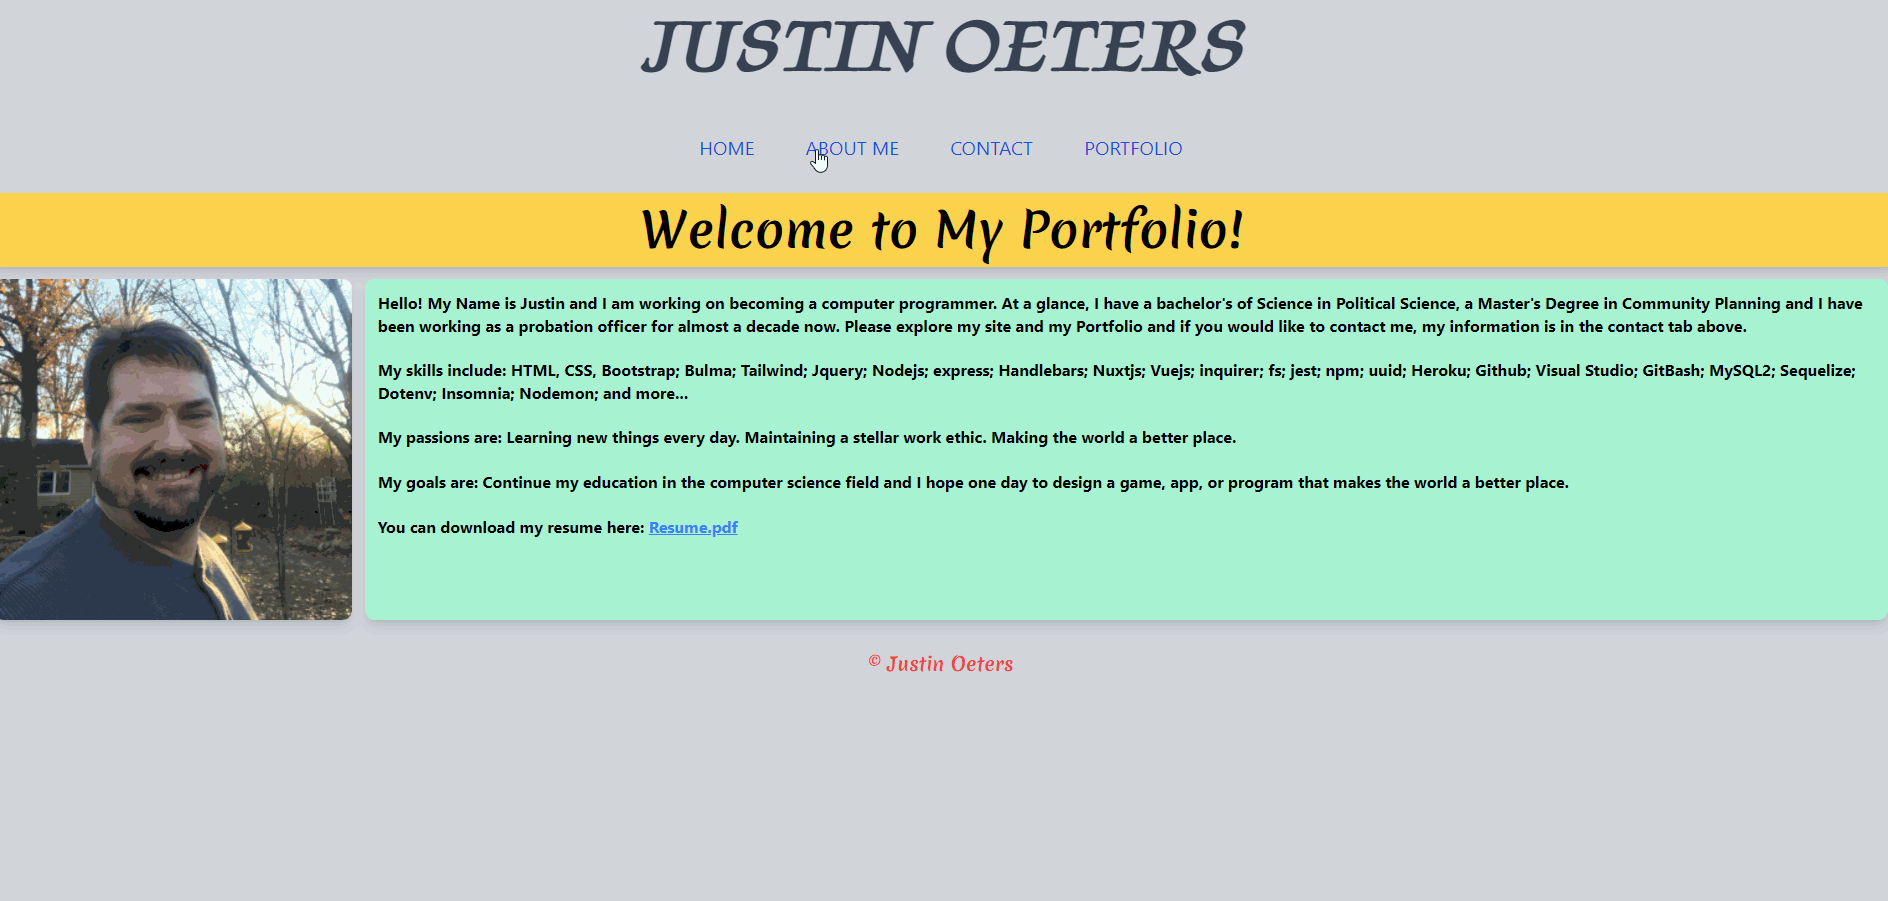 JUSTIN OETERS
HOME ABOUT ME CONTACT PORTFOLIO
Welcome to My Portfolio!
Hello! My Name is Justin and I am working on becoming a computer programmer. At a glance, I have a bachelor's of Science in Political Science, a Master's Degree in Community Planning and I have
been working as a probation officer for almost a decade now. Please explore my site and my Portfolio and if you would like to contact me, my information is in the contact tab above.
My skills include: HTML, CSS, Bootstrap; Bulma; Tailwind; Jquery; Nodejs; express; Handlebars; Nuxtjs; Vuejs; inquirer; fs; jest; npm; uuid; Heroku; Github; Visual Studio; GitBash; MySQL2; Sequelize;
Dotenv; Insomnia; Nodemon; and more...
My passions are: Learning new things every day. Maintaining a stellar work ethic. Making the world a better place.
My goals are: Continue my education in the computer science field and I hope one day to design a game, app, or program that makes the world a better place.
You can download my resume here: Resume.pdf
© Justin Oeters